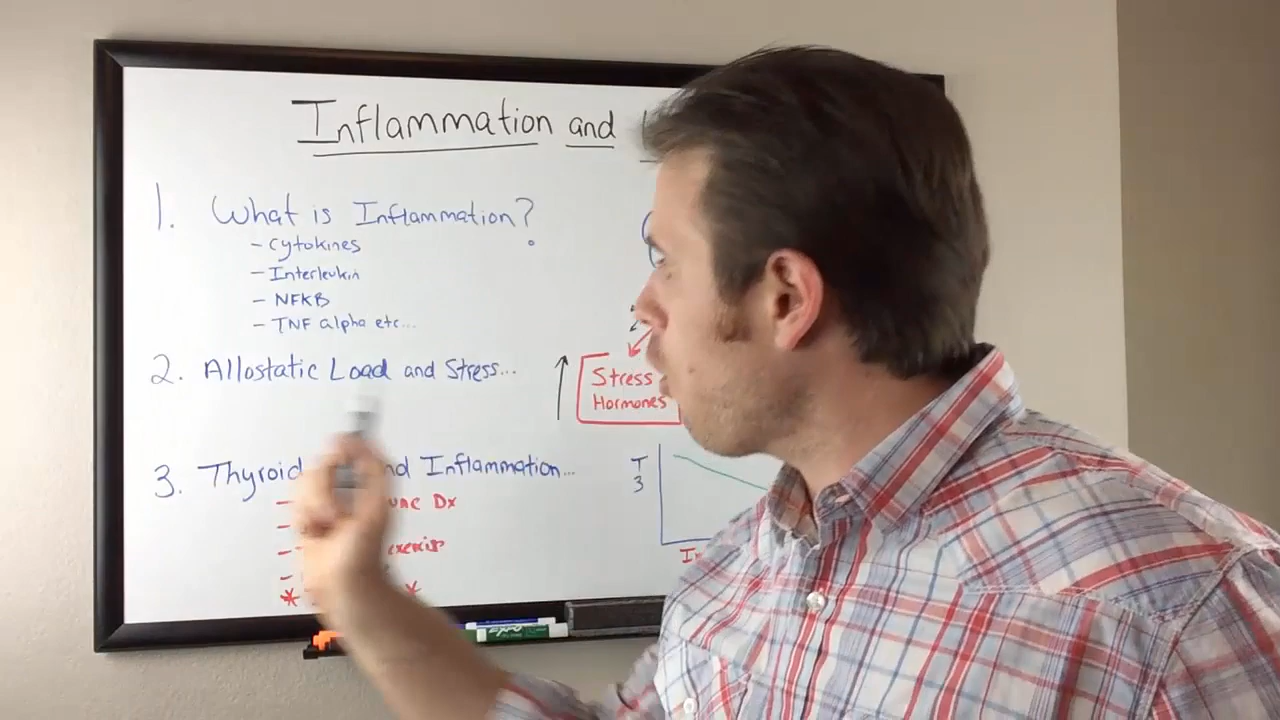 Inflammation and
1. What is Inflammation?
- Cytokines
- Interleukin
- NFKB
- TNF alpha etc...
2. Allostatic Load and Stress...
Stress
Hormones
3. Thyroid Inflammation...
Dx
T
3